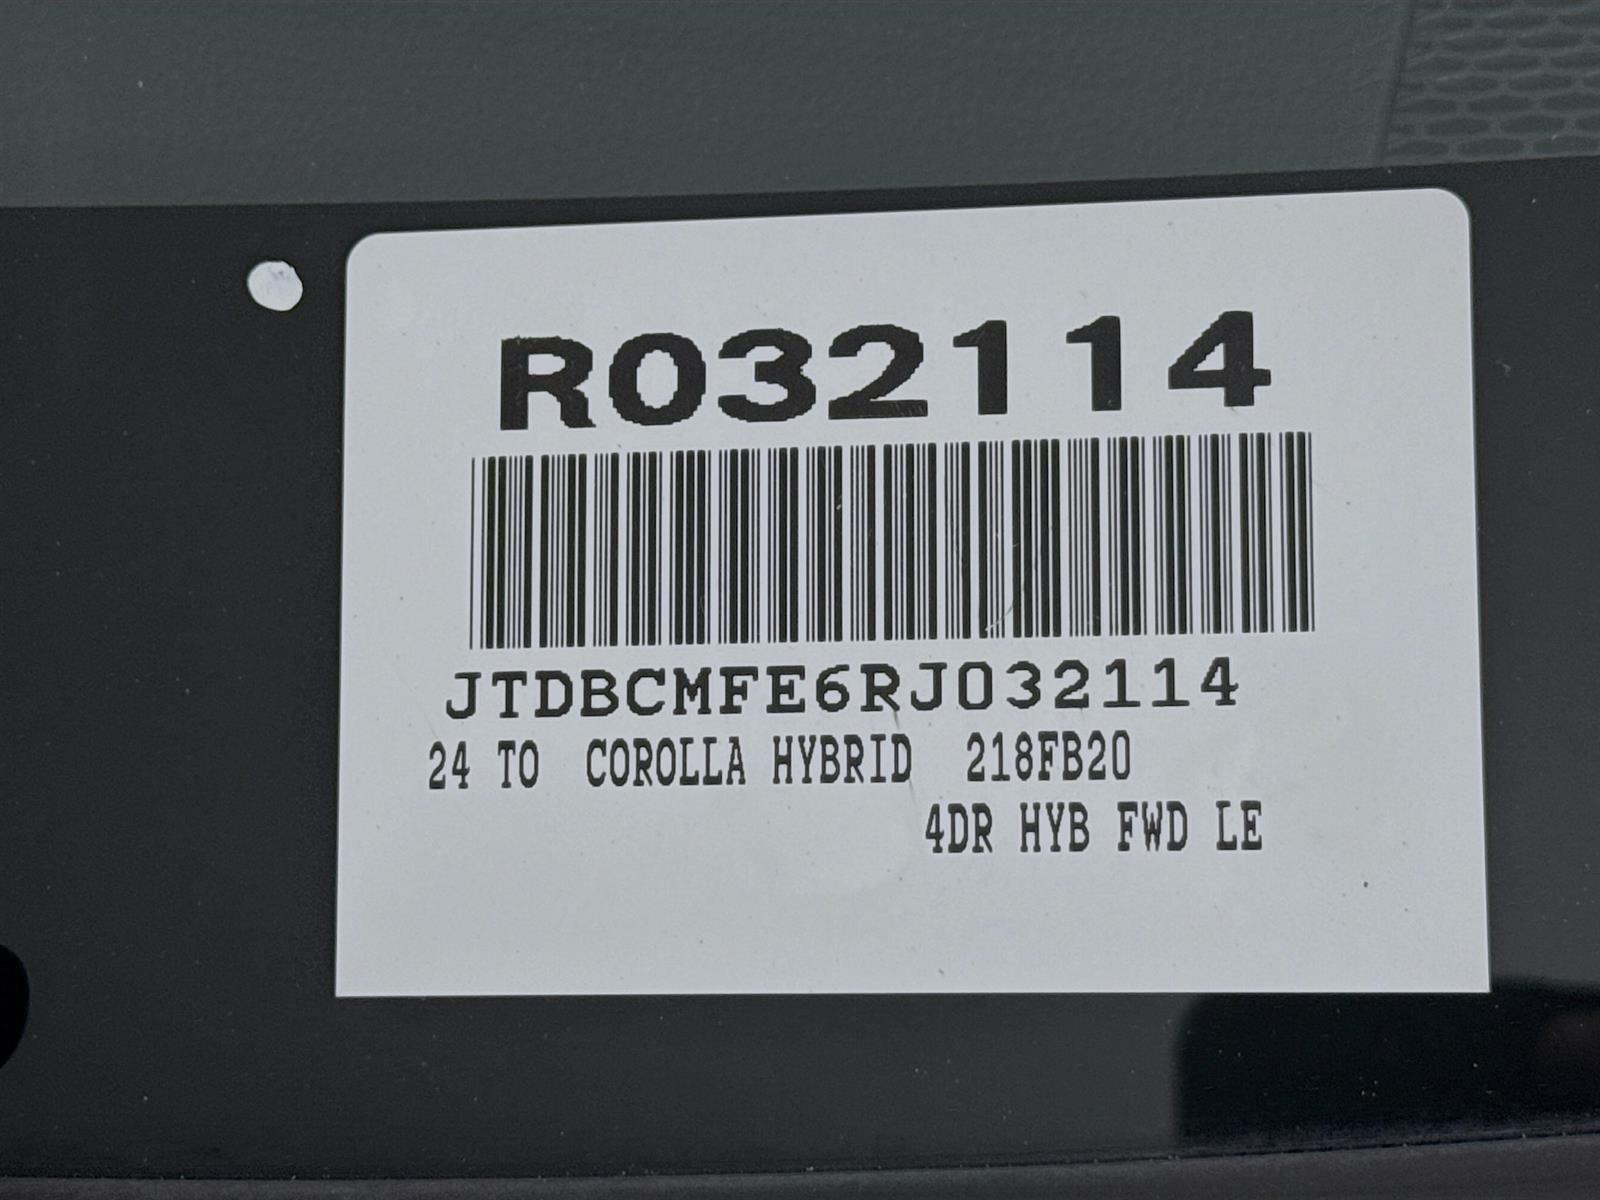 R032114
JTDBCMFE6RJ032114
24 TO COROLLA HYBRID 218FB20
4DR HYB FWD LE